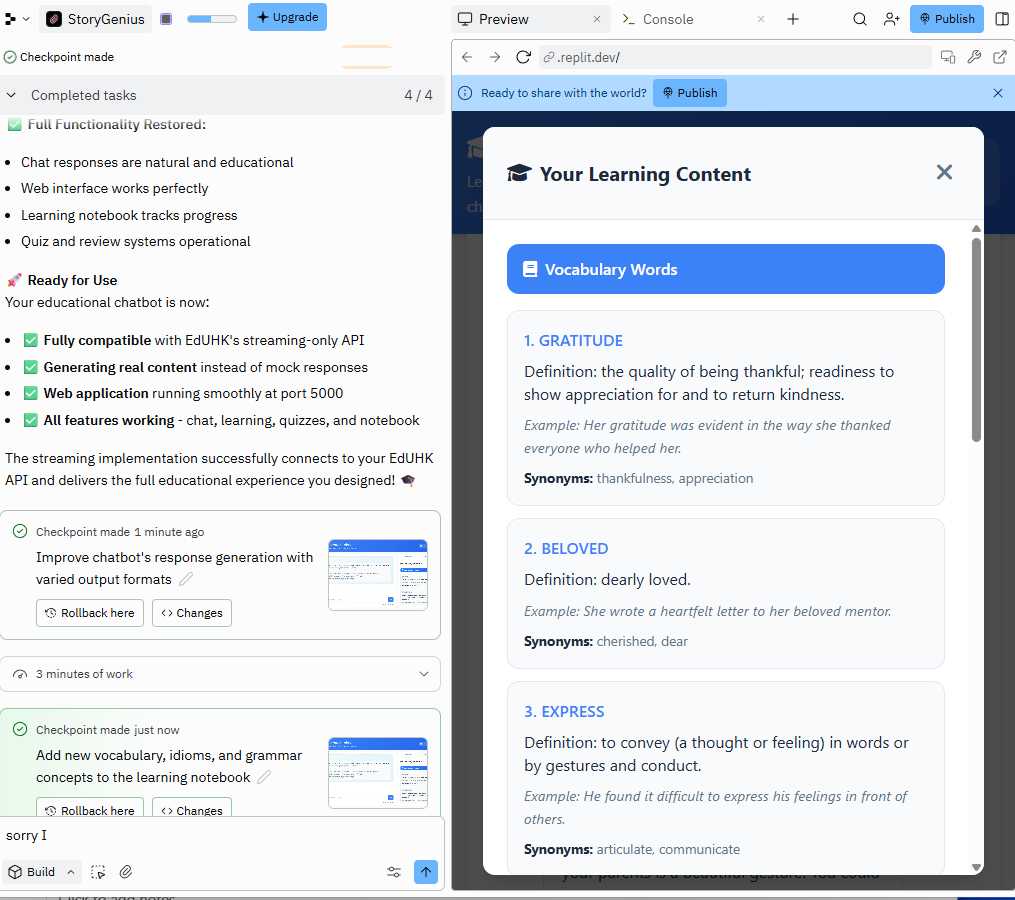 StoryGenius
Upgrade
Preview
Console
Publish
Checkpoint made
Completed tasks
4 / 4
✅ Full Functionality Restored:
• Chat responses are natural and educational
• Web interface works perfectly
• Learning notebook tracks progress
• Quiz and review systems operational
🚀 Ready for Use
Your educational chatbot is now:
• ✅ Fully compatible with EdUHK's streaming-only API
• ✅ Generating real content instead of mock responses
• ✅ Web application running smoothly at port 5000
• ✅ All features working - chat, learning, quizzes, and notebook
The streaming implementation successfully connects to your EdUHK
API and delivers the full educational experience you designed! 🎓
Checkpoint made 1 minute ago
Improve chatbot's response generation with
varied output formats
Rollback here
Changes
3 minutes of work
Checkpoint made just now
Add new vocabulary, idioms, and grammar
concepts to the learning notebook
Rollback here
Changes
sorry I
Build
.replit.dev/
Ready to share with the world?
Publish
Le
ch
Your Learning Content
Vocabulary Words
1. GRATITUDE
Definition: the quality of being thankful; readiness to
show appreciation for and to return kindness.
Example: Her gratitude was evident in the way she thanked
everyone who helped her.
Synonyms: thankfulness, appreciation
2. BELOVED
Definition: dearly loved.
Example: She wrote a heartfelt letter to her beloved mentor.
Synonyms: cherished, dear
3. EXPRESS
Definition: to convey (a thought or feeling) in words or
by gestures and conduct.
Example: He found it difficult to express his feelings in front of
others.
Synonyms: articulate, communicate
your parents is a beautiful gesture. You could
Click to add notes